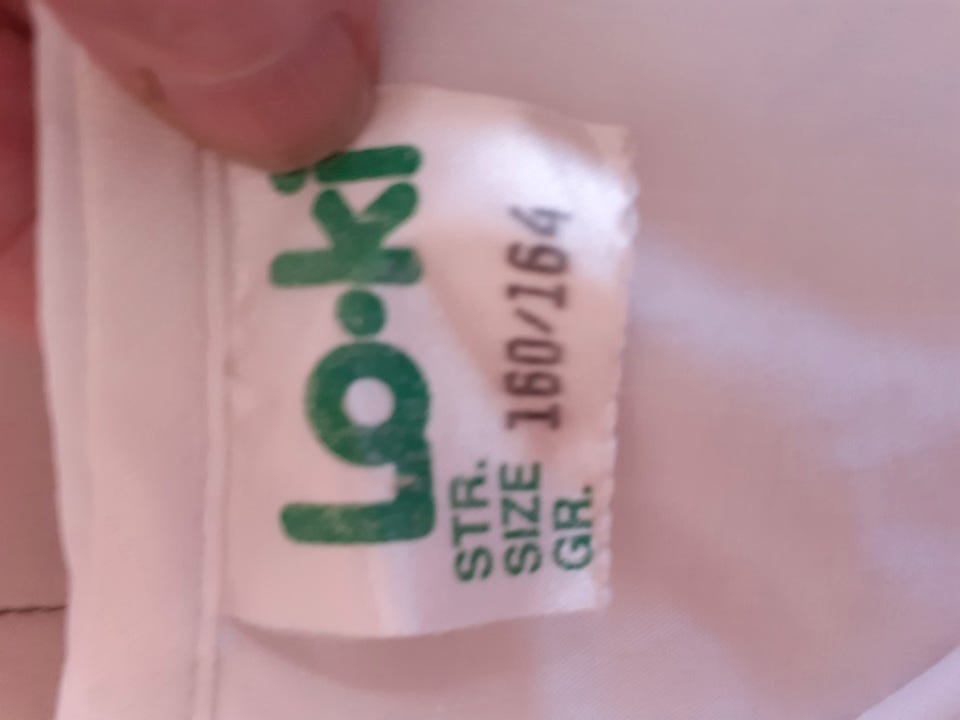 Lo·ki
STR.
SIZE 160/164
GR.